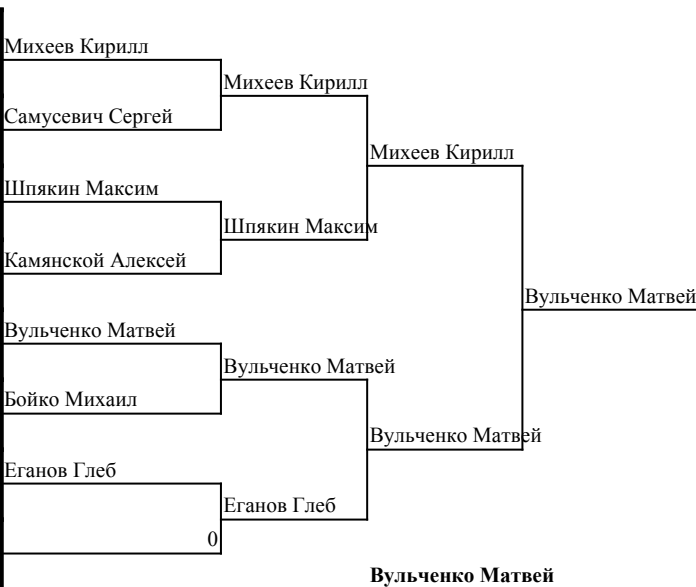 Михеев Кирилл
Михеев Кирилл
Самусевич Сергей
Михеев Кирилл
Шпякин Максим
Шпякин Максим
Камянской Алексей
Вульченко Матвей
Вульченко Матвей
Вульченко Матвей
Бойко Михаил
Вульченко Матвей
Еганов Глеб
Еганов Глеб
0
Вульченко Матвей